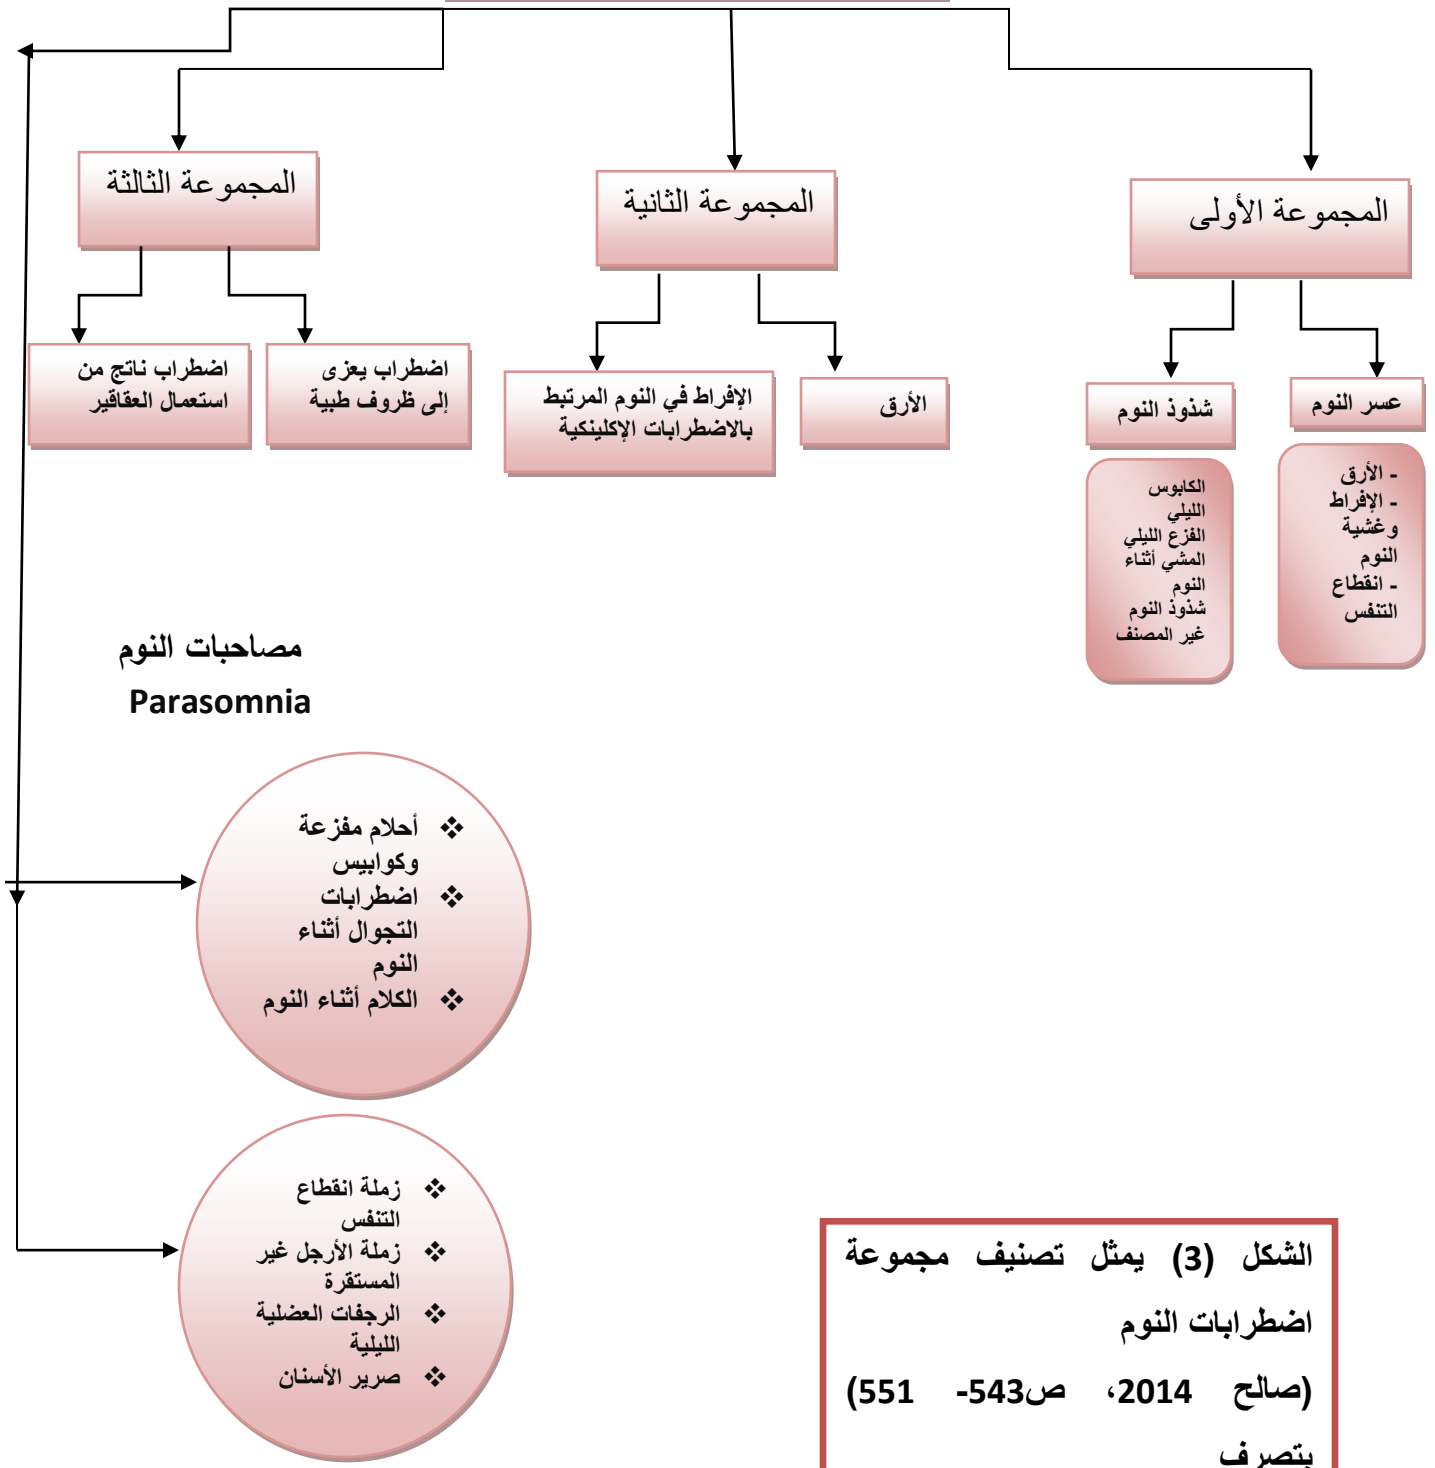 المجموعة الأولى
المجموعة الثانية
المجموعة الثالثة
عسر النوم
شذوذ النوم
الأرق
الإفراط في النوم المرتبط
بالاضطرابات الإكلينكية
اضطراب يعزى
إلى ظروف طبية
اضطراب ناتج من
استعمال العقاقير
- الأرق
- الإفراط
وغشية
النوم
- انقطاع
التنفس
الكابوس
الليلي
الفزع الليلي
المشي أثناء
النوم
شذوذ النوم
غير المصنف
مصاحبات النوم
Parasomnia
❖ أحلام مفزعة
وكوابيس
❖ اضطرابات
التجوال أثناء
النوم
❖ الكلام أثناء النوم
❖ زملة انقطاع
التنفس
❖ زملة الأرجل غير
المستقرة
❖ الرجفات العضلية
الليلية
❖ صرير الأسنان
الشكل (3) يمثل تصنيف مجموعة
اضطرابات النوم
(صالح 2014، ص543- 551)
بتصرف